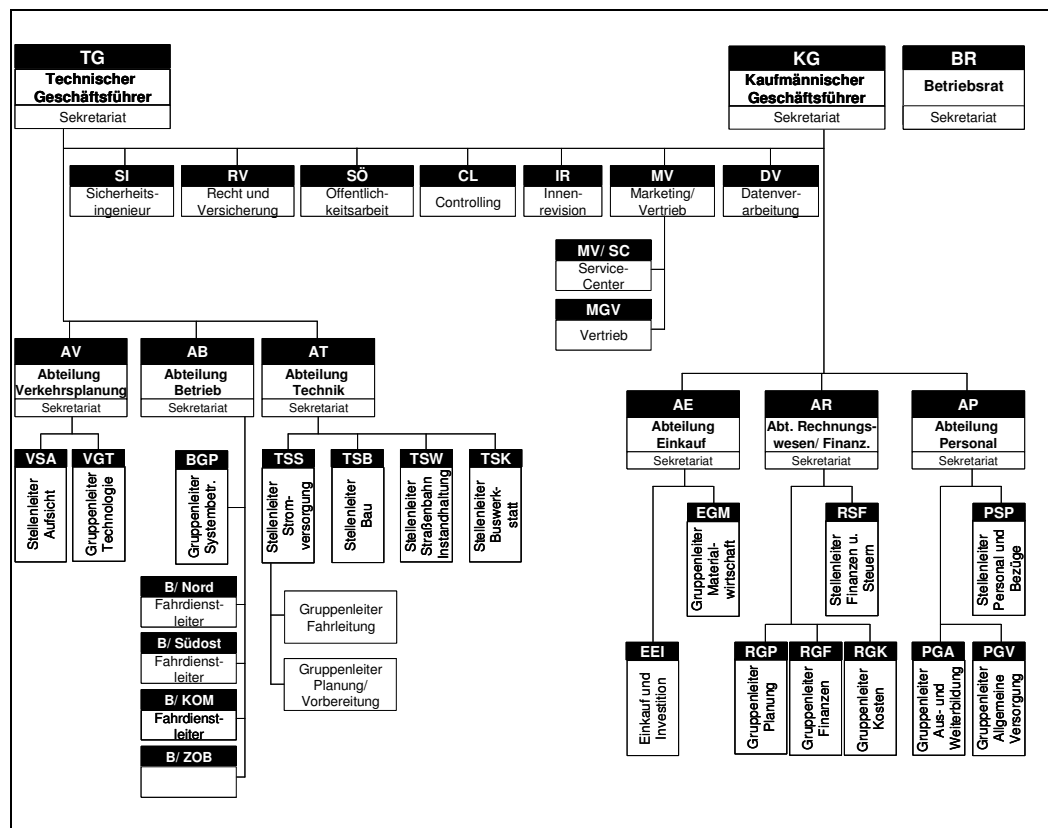 TG
Technischer
Geschäftsführer
Sekretariat
KG
Kaufmännischer
Geschäftsführer
Sekretariat
BR
Betriebsrat
Sekretariat
SI
Sicherheits-
ingenieur
RV
Recht und
Versicherung
SÖ
Öffentlich-
keitsarbeit
CL
Controlling
IR
Innen-
revision
MV
Marketing/
Vertrieb
DV
Datenver-
arbeitung
MV/ SC
Service-
Center
MGV
Vertrieb
AV
Abteilung
Verkehrsplanung
Sekretariat
AB
Abteilung
Betrieb
Sekretariat
AT
Abteilung
Technik
Sekretariat
AE
Abteilung
Einkauf
Sekretariat
AR
Abt. Rechnungs-
wesen/ Finanz.
Sekretariat
AP
Abteilung
Personal
Sekretariat
VSA
Stellenleiter
Aufsicht
VGT
Gruppenleiter
Technologie
BGP
Gruppenleiter
Systembetr.
TSS
Stellenleiter
Strom-
versorgung
TSB
Stellenleiter
Bau
TSW
Stellenleiter
Straßenbahn
Instandhaltung
TSK
Stellenleiter
Buswerk-
statt
EGM
Gruppenleiter
Material-
wirtschaft
RSF
Stellenleiter
Finanzen u.
Steuern
PSP
Stellenleiter
Personal und
Bezüge
B/ Nord
Fahrdienst-
leiter
B/ Südost
Fahrdienst-
leiter
B/ KOM
Fahrdienst-
leiter
B/ ZOB
Gruppenleiter
Fahrleitung
Gruppenleiter
Planung/
Vorbereitung
EEI
Einkauf und
Investition
RGP
Gruppenleiter
Planung
RGF
Gruppenleiter
Finanzen
RGK
Gruppenleiter
Kosten
PGA
Gruppenleiter
Aus- und
Weiterbildung
PGV
Gruppenleiter
Allgemeine
Versorgung